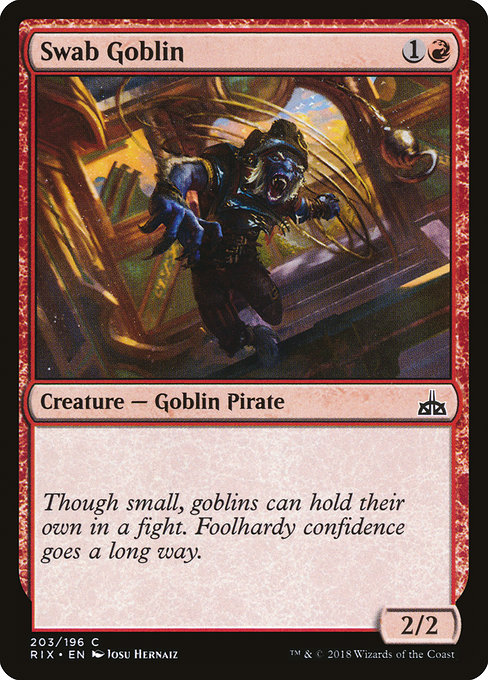 Swab Goblin 1
Creature — Goblin Pirate
Though small, goblins can hold their
own in a fight. Foolhardy confidence
goes a long way.
2/2
203/196 C
RIX • EN Josu Hernaiz
™ & © 2018 Wizards of the Coast